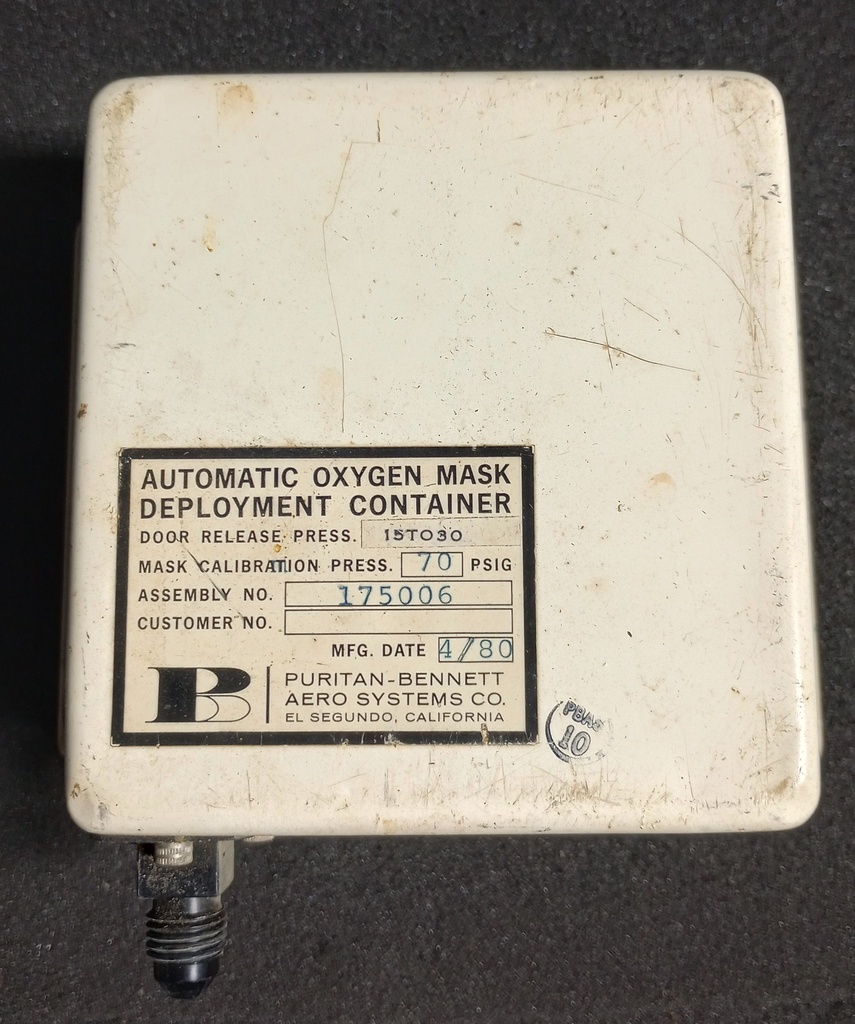 AUTOMATIC OXYGEN MASK
DEPLOYMENT CONTAINER
DOOR RELEASE PRESS. 15TO30
MASK CALIBRATION PRESS. 70 PSIG
ASSEMBLY NO. 175006
CUSTOMER NO.
MFG. DATE 4/80
B
PURITAN-BENNETT
AERO SYSTEMS CO.
EL SEGUNDO, CALIFORNIA
10